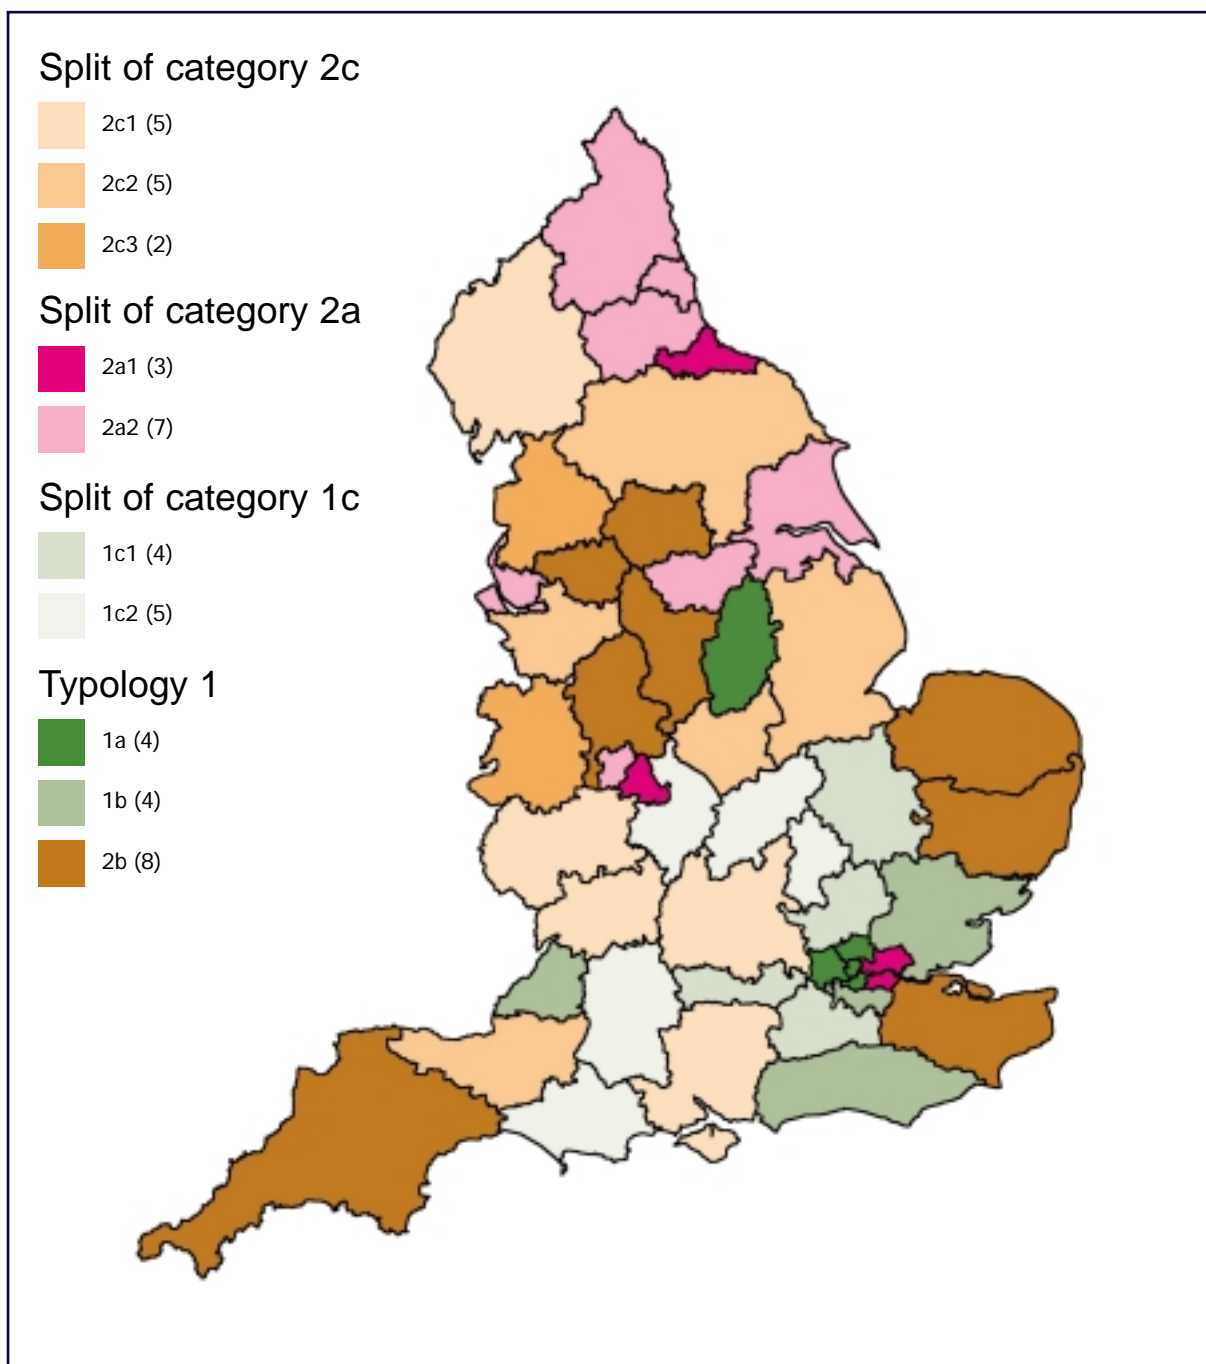 Split of category 2c
2c1 (5)
2c2 (5)
2c3 (2)
Split of category 2a
2a1 (3)
2a2 (7)
Split of category 1c
1c1 (4)
1c2 (5)
Typology 1
1a (4)
1b (4)
2b (8)